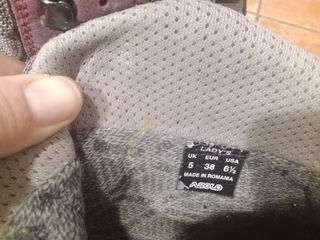 LADY'S
UK EUR USA
5 38 6½
MADE IN ROMANIA
ASOLO